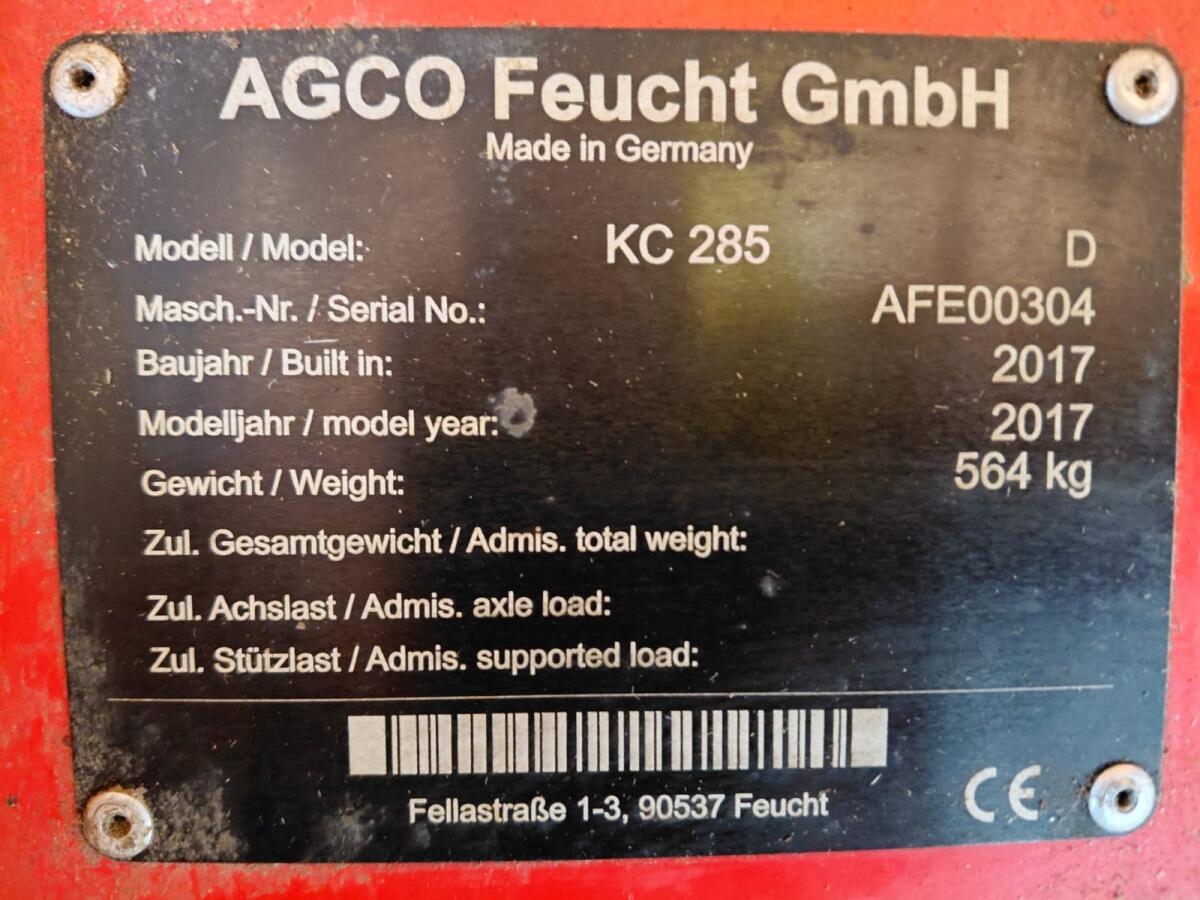 AGCO Feucht GmbH
Made in Germany
Modell / Model: KC 285 D
Masch.-Nr. / Serial No.: AFE00304
Baujahr / Built in: 2017
Modelljahr / model year: 2017
Gewicht / Weight: 564 kg
Zul. Gesamtgewicht / Admis. total weight:
Zul. Achslast / Admis. axle load:
Zul. Stützlast / Admis. supported load:
Fellastraße 1-3, 90537 Feucht
CE